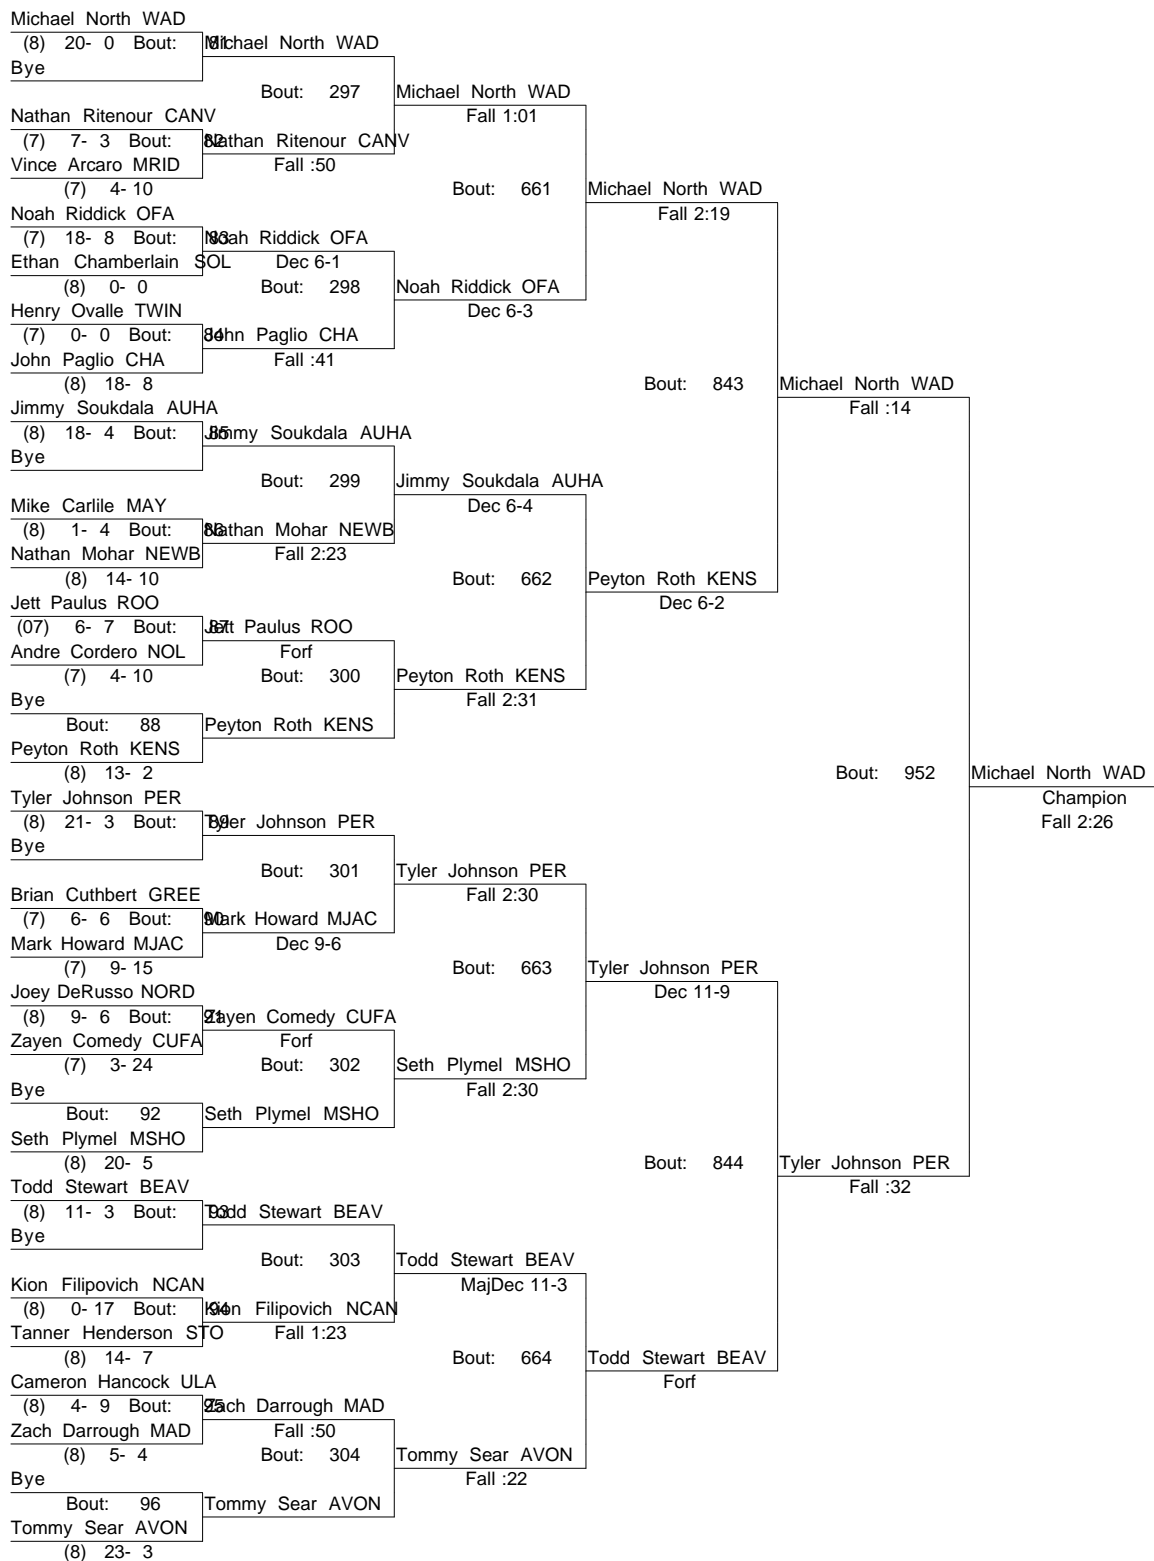 Michael North WAD
(8) 20- 0 Bout: 81 Michael North WAD
Bye
Bout: 297 Michael North WAD
Nathan Ritenour CANV Fall 1:01
(7) 7- 3 Bout: 82 Nathan Ritenour CANV
Vince Arcaro MRID Fall :50
(7) 4- 10 Bout: 661 Michael North WAD
Noah Riddick OFA Fall 2:19
(7) 18- 8 Bout: 83 Noah Riddick OFA
Ethan Chamberlain SOL Dec 6-1
(8) 0- 0 Bout: 298 Noah Riddick OFA
Henry Ovalle TWIN Dec 6-3
(7) 0- 0 Bout: 84 John Paglio CHA
John Paglio CHA Fall :41
(8) 18- 8 Bout: 843 Michael North WAD
Jimmy Soukdala AUHA Fall :14
(8) 18- 4 Bout: 85 Jimmy Soukdala AUHA
Bye
Bout: 299 Jimmy Soukdala AUHA
Mike Carlile MAY Dec 6-4
(8) 1- 4 Bout: 86 Nathan Mohar NEWB
Nathan Mohar NEWB Fall 2:23
(8) 14- 10 Bout: 662 Peyton Roth KENS
Jett Paulus ROO Dec 6-2
(07) 6- 7 Bout: 87 Jett Paulus ROO
Andre Cordero NOL Forf
(7) 4- 10 Bout: 300 Peyton Roth KENS
Bye Fall 2:31
Bout: 88 Peyton Roth KENS
Peyton Roth KENS
(8) 13- 2 Bout: 952 Michael North WAD
Tyler Johnson PER Champion
(8) 21- 3 Bout: 89 Tyler Johnson PER Fall 2:26
Bye
Bout: 301 Tyler Johnson PER
Brian Cuthbert GREE Fall 2:30
(7) 6- 6 Bout: 90 Mark Howard MJAC
Mark Howard MJAC Dec 9-6
(7) 9- 15 Bout: 663 Tyler Johnson PER
Joey DeRusso NORD Dec 11-9
(8) 9- 6 Bout: 91 Zayen Comedy CUFA
Zayen Comedy CUFA Forf
(7) 3- 24 Bout: 302 Seth Plymel MSHO
Bye Fall 2:30
Bout: 92 Seth Plymel MSHO
Seth Plymel MSHO
(8) 20- 5 Bout: 844 Tyler Johnson PER
Todd Stewart BEAV Fall :32
(8) 11- 3 Bout: 93 Todd Stewart BEAV
Bye
Bout: 303 Todd Stewart BEAV
Kion Filipovich NCAN MajDec 11-3
(8) 0- 17 Bout: 94 Kion Filipovich NCAN
Tanner Henderson STO Fall 1:23
(8) 14- 7 Bout: 664 Todd Stewart BEAV
Cameron Hancock ULA Forf
(8) 4- 9 Bout: 95 Zach Darrough MAD
Zach Darrough MAD Fall :50
(8) 5- 4 Bout: 304 Tommy Sear AVON
Bye Fall :22
Bout: 96 Tommy Sear AVON
Tommy Sear AVON
(8) 23- 3